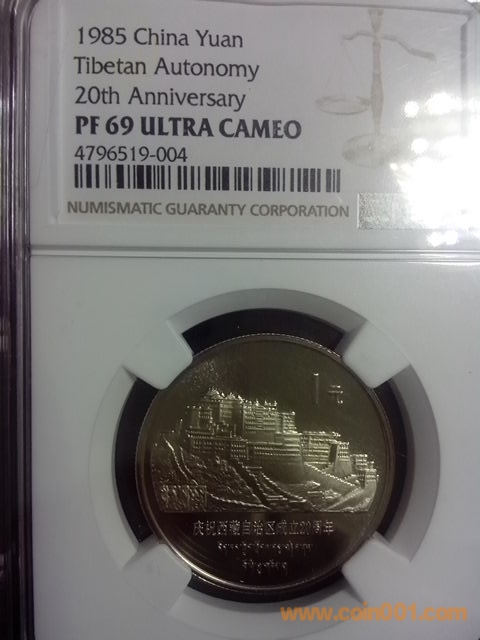 1985 China Yuan
Tibetan Autonomy
20th Anniversary
PF 69 ULTRA CAMEO
4796519-004
NUMISMATIC GUARANTY CORPORATION
1元
庆祝西藏自治区成立20周年
www.coin001.com